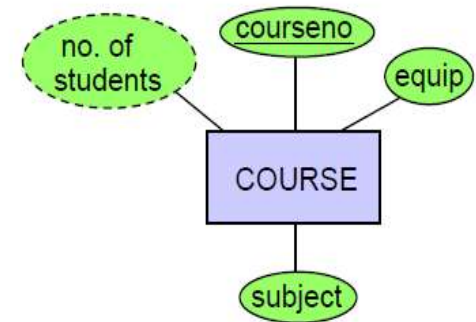 no. of
students
courseno
equip
COURSE
subject